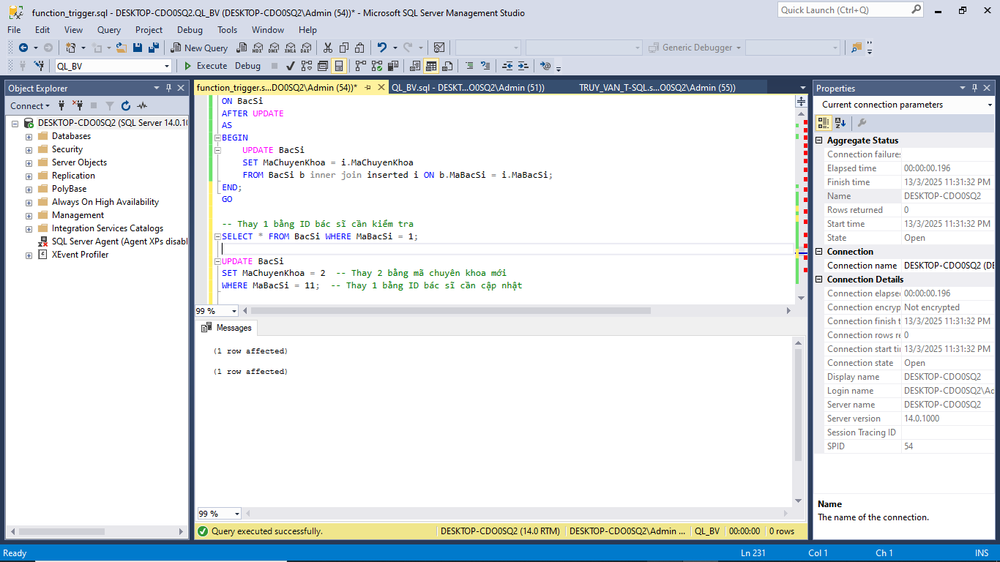 function_trigger.sql - DESKTOP-CDO0SQ2.QL_BV (DESKTOP-CDO0SQ2\Admin (54))* - Microsoft SQL Server Management Studio
Quick Launch (Ctrl+Q)
File Edit View Query Project Debug Tools Window Help
New Query
MDX DMX XMLA DAX
Generic Debugger
QL_BV
Execute Debug
Object Explorer
Connect
DESKTOP-CDO0SQ2 (SQL Server 14.0.10
Databases
Security
Server Objects
Replication
PolyBase
Always On High Availability
Management
Integration Services Catalogs
SQL Server Agent (Agent XPs disabl
XEvent Profiler
function_trigger.s...DO0SQ2\Admin (54))*
QL_BV.sql - DESKT...O0SQ2\Admin (51))
TRUY_VAN_T-SQL.s...O0SQ2\Admin (55))
ON BacSi
AFTER UPDATE
AS
BEGIN
UPDATE BacSi
SET MaChuyenKhoa = i.MaChuyenKhoa
FROM BacSi b inner join inserted i ON b.MaBacSi = i.MaBacSi;
END;
GO
-- Thay 1 bằng ID bác sĩ cần kiểm tra
SELECT * FROM BacSi WHERE MaBacSi = 1;
UPDATE BacSi
SET MaChuyenKhoa = 2  -- Thay 2 bằng mã chuyên khoa mới
WHERE MaBacSi = 11;  -- Thay 1 bằng ID bác sĩ cần cập nhật
99 %
Messages
(1 row affected)
(1 row affected)
99 %
Query executed successfully.
DESKTOP-CDO0SQ2 (14.0 RTM)
DESKTOP-CDO0SQ2\Admin ...
QL_BV
00:00:00
0 rows
Properties
Current connection parameters
Aggregate Status
Connection failures
Elapsed time 00:00:00.196
Finish time 13/3/2025 11:31:32 PM
Name DESKTOP-CDO0SQ2
Rows returned 0
Start time 13/3/2025 11:31:32 PM
State Open
Connection
Connection name DESKTOP-CDO0SQ2 (DE
Connection Details
Connection elapse 00:00:00.196
Connection encryp Not encrypted
Connection finish t 13/3/2025 11:31:32 PM
Connection rows re 0
Connection start tir 13/3/2025 11:31:32 PM
Connection state Open
Display name DESKTOP-CDO0SQ2
Login name DESKTOP-CDO0SQ2\Ad
Server name DESKTOP-CDO0SQ2
Server version 14.0.1000
Session Tracing ID
SPID 54
Name
The name of the connection.
Ready
Ln 231 Col 1 Ch 1 INS